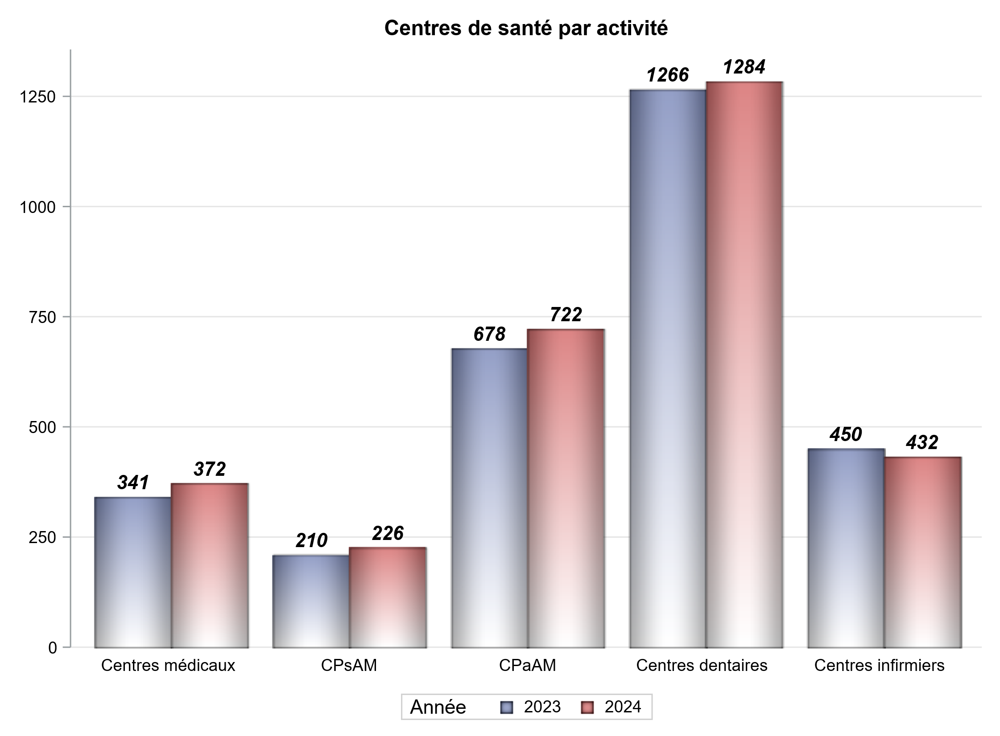 Centres de santé par activité
1250
1000
750
500
250
0
1266
1284
678
722
450
432
341
372
210
226
Centres médicaux
CPsAM
CPaAM
Centres dentaires
Centres infirmiers
Année 2023 2024